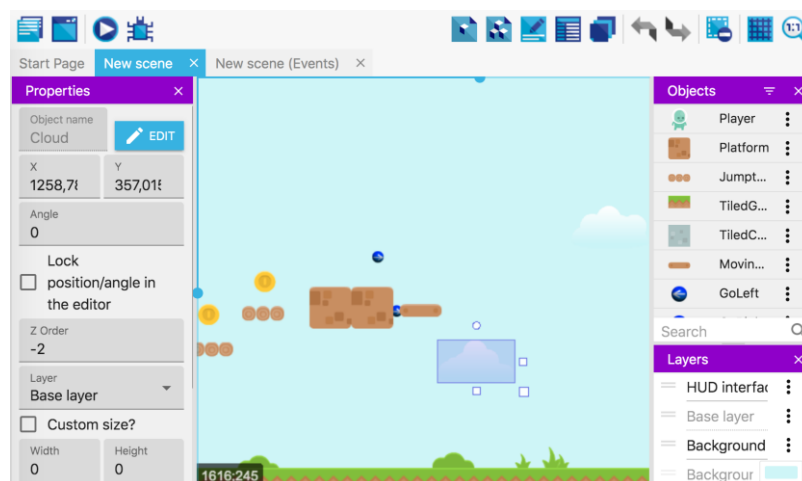 1:1
Start Page New scene × New scene (Events) ×
Properties ×
Object name
Cloud
EDIT
X
1258,78
Y
357,015
Angle
0
Lock
position/angle in
the editor
Z Order
-2
Layer
Base layer
Custom size?
Width
0
Height
0
1616;245
Objects ×
Player
Platform
Jumpt...
TiledG...
TiledC...
Movin...
GoLeft
Search
Layers ×
HUD interfac
Base layer
Background
Backgrour